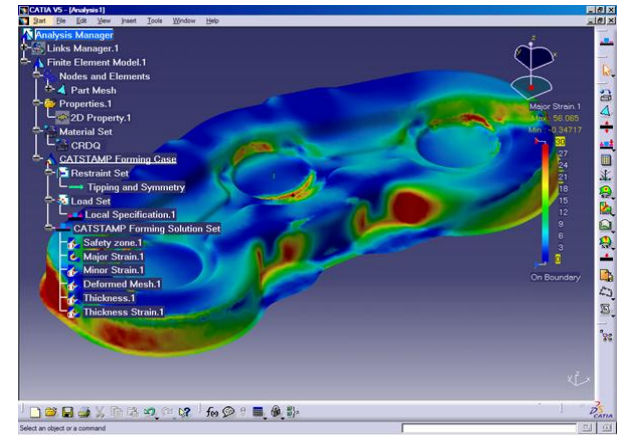 CATIA V5 - [Analysis1]
Start File Edit View Insert Tools Window Help
Analysis Manager
Links Manager.1
Finite Element Model.1
Nodes and Elements
Part Mesh
Properties.1
2D Property.1
Material Set
CRDQ
CATSTAMP Forming Case
Restraint Set
Tipping and Symmetry
Load Set
Local Specification.1
CATSTAMP Forming Solution Set
Safety zone.1
Major Strain.1
Minor Strain.1
Deformed Mesh.1
Thickness.1
Thickness Strain.1
z
x
Major Strain 1
Max: 56.065
Min: -0.34717
30
27
24
21
18
15
12
9
6
3
0
On Boundary
f(x)
CATIA
Select an object or a command